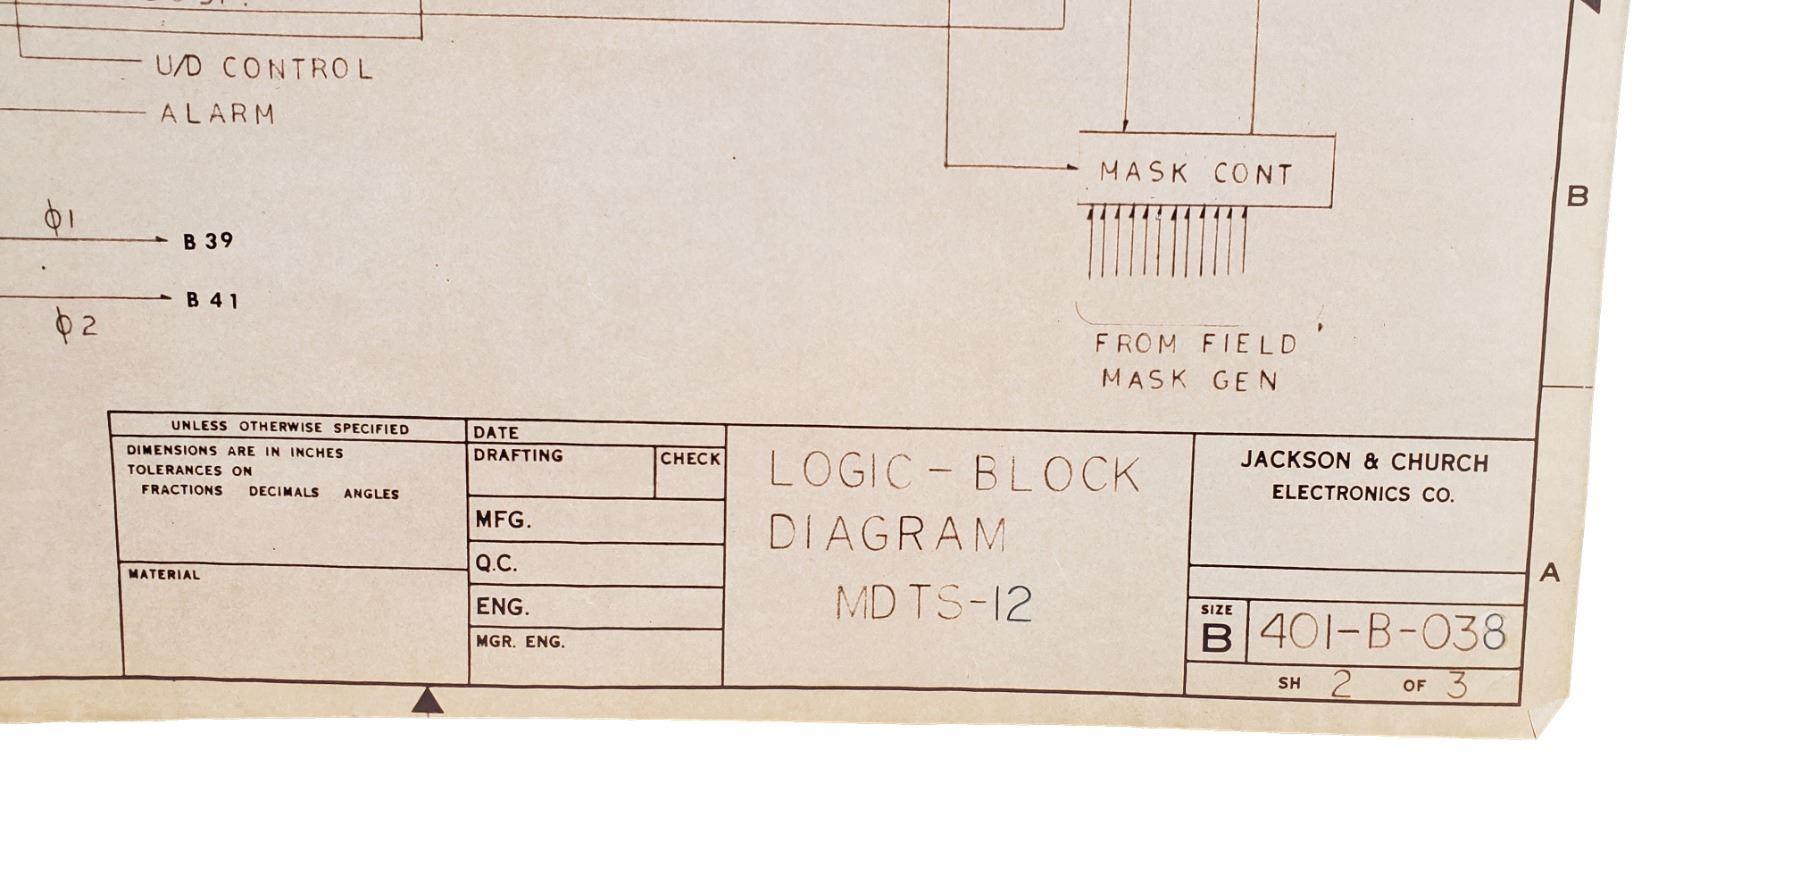 U/D CONTROL
ALARM
MASK CONT
B
ϕ1
B 39
B 41
ϕ2
FROM FIELD
MASK GEN
UNLESS OTHERWISE SPECIFIED
DIMENSIONS ARE IN INCHES
TOLERANCES ON
FRACTIONS DECIMALS ANGLES
MATERIAL
DATE
DRAFTING
CHECK
MFG.
Q.C.
ENG.
MGR. ENG.
LOGIC-BLOCK
DIAGRAM
MDTS-12
JACKSON & CHURCH
ELECTRONICS CO.
A
SIZE
B
401-B-038
SH 2 OF 3